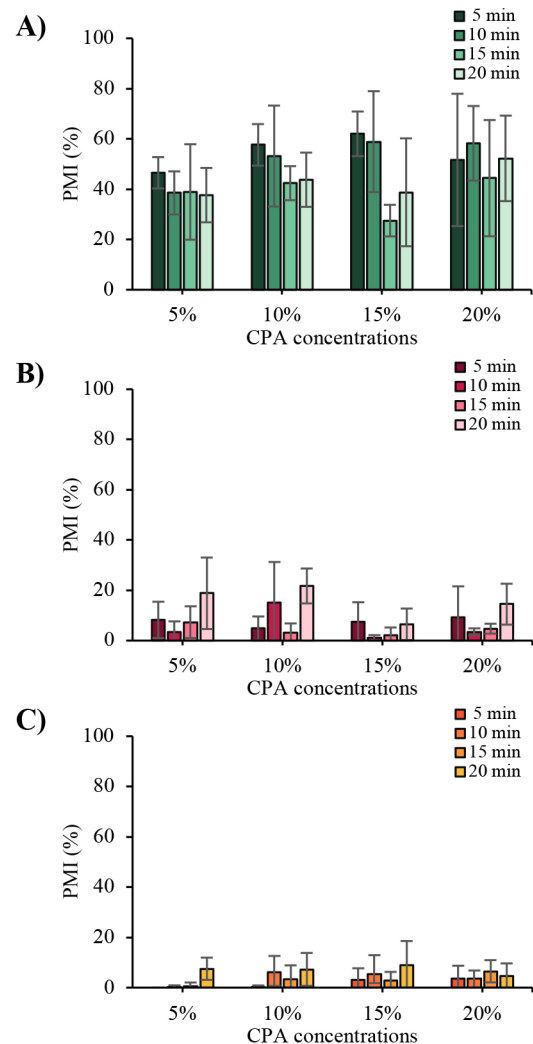 A)
5 min
10 min
15 min
20 min
100
80
60
40
20
0
PMI (%)
5% 10% 15% 20%
CPA concentrations
B)
5 min
10 min
15 min
20 min
100
80
60
40
20
0
PMI (%)
5% 10% 15% 20%
CPA concentrations
C)
5 min
10 min
15 min
20 min
100
80
60
40
20
0
PMI (%)
5% 10% 15% 20%
CPA concentrations